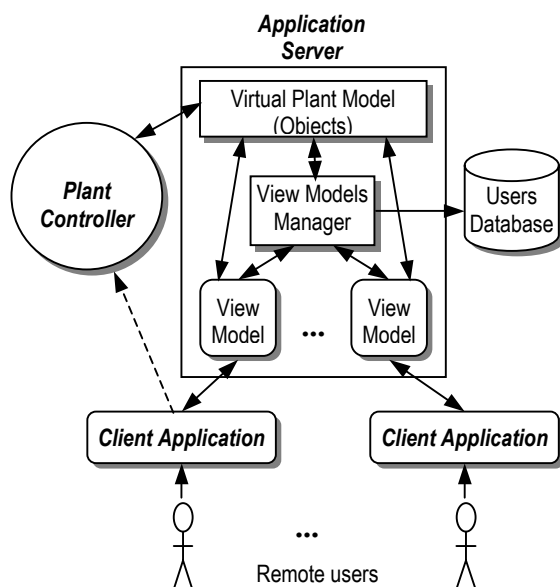 Application
Server
Virtual Plant Model
(Objects)
Plant
Controller
View Models
Manager
Users
Database
View
Model
...
View
Model
Client Application
Client Application
...
Remote users